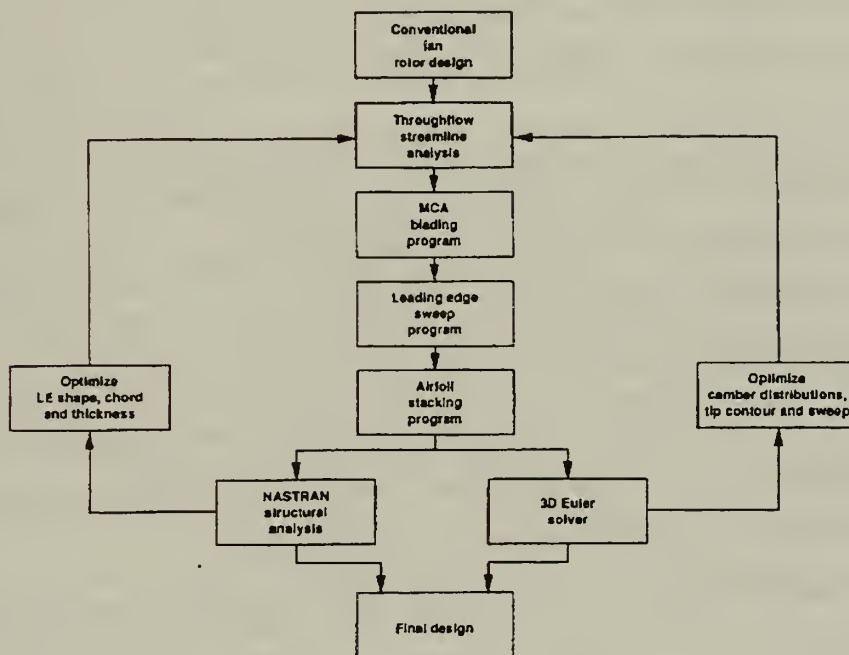 Conventional
fan
rotor design
Throughflow
streamline
analysis
MCA
blading
program
Leading edge
sweep
program
Optimize
LE shape, chord
and thickness
Airfoil
stacking
program
Optimize
camber distributions,
tip contour and sweep
NASTRAN
structural
analysis
3D Euler
solver
Final design